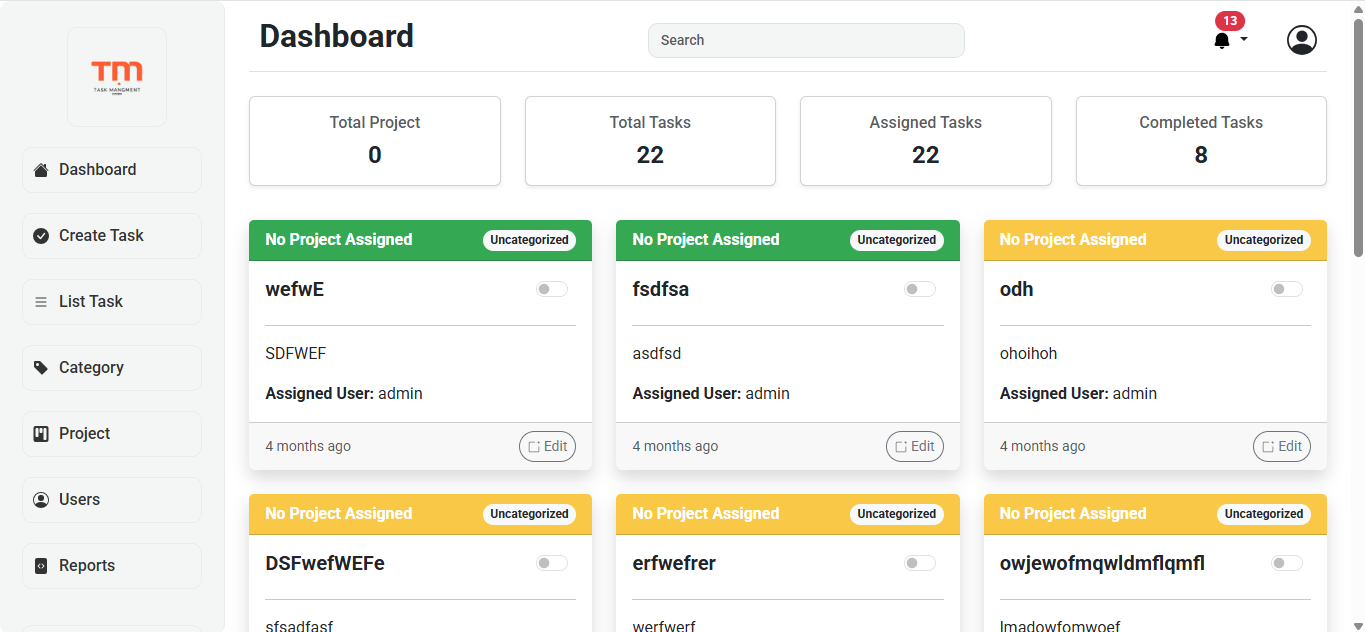 TM
TASK MANGMENT
Dashboard
Create Task
List Task
Category
Project
Users
Reports
Dashboard
Search
13
Total Project
0
Total Tasks
22
Assigned Tasks
22
Completed Tasks
8
No Project Assigned Uncategorized
wefwE
SDFWEF
Assigned User: admin
4 months ago Edit
No Project Assigned Uncategorized
fsdfsa
asdfsd
Assigned User: admin
4 months ago Edit
No Project Assigned Uncategorized
odh
ohoihoh
Assigned User: admin
4 months ago Edit
No Project Assigned Uncategorized
DSFwefWEFe
sfsadfasf
No Project Assigned Uncategorized
erfwefrer
werfwerf
No Project Assigned Uncategorized
owjewofmqwldmflqmfl
lmadowfomwoef